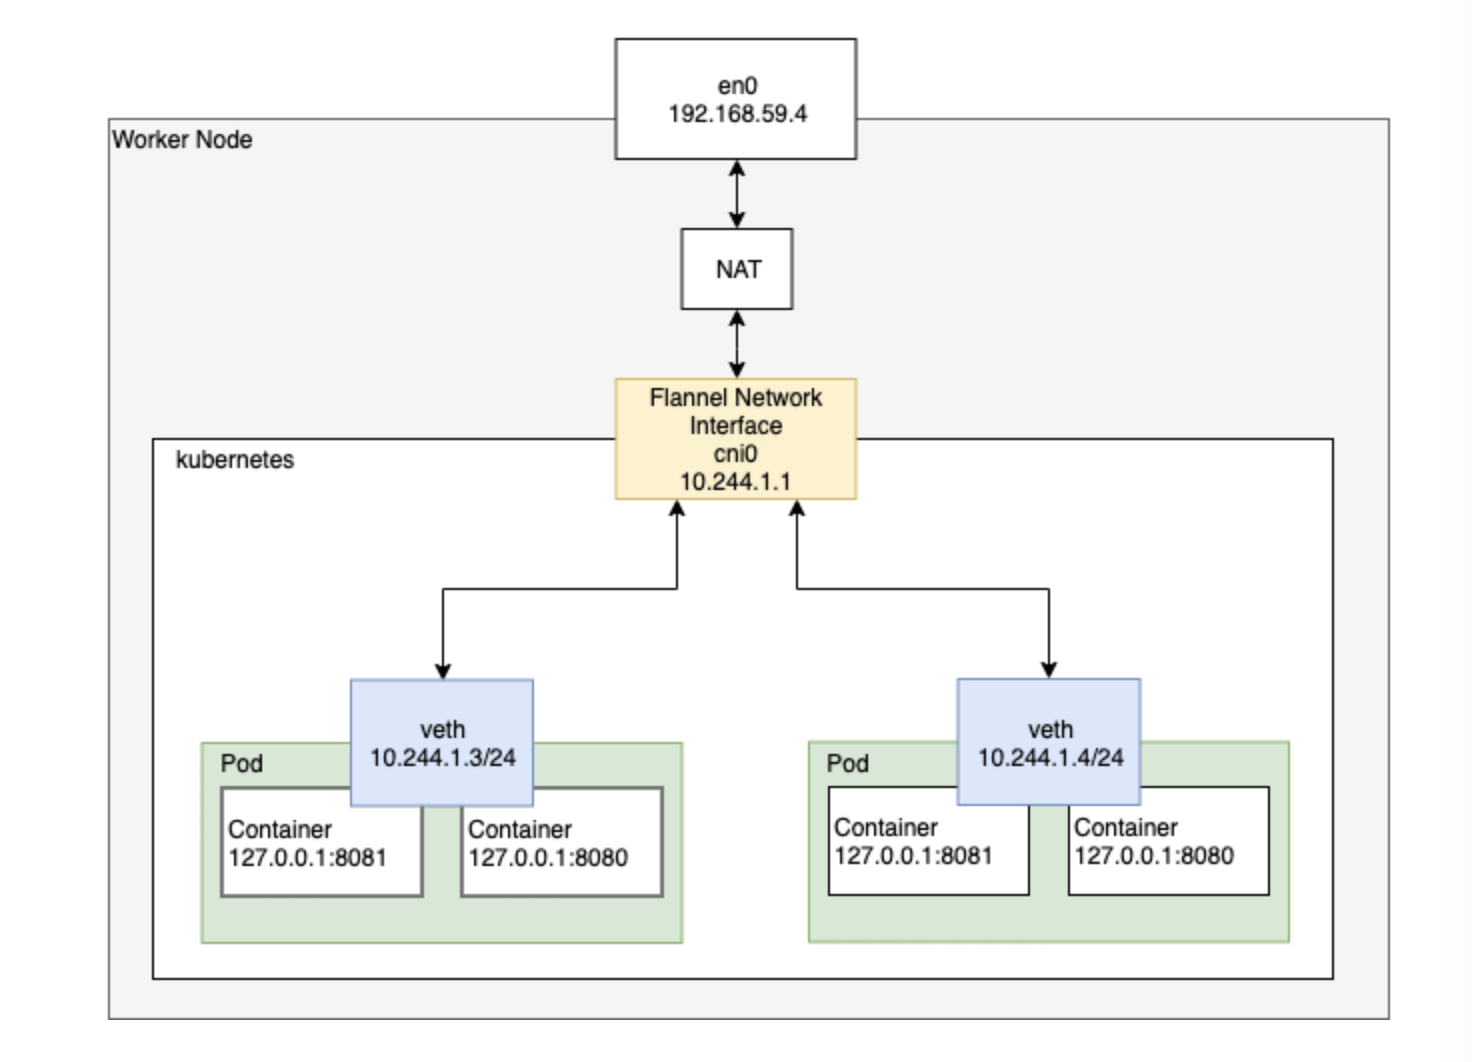 en0
192.168.59.4
Worker Node
NAT
Flannel Network
Interface
cni0
10.244.1.1
kubernetes
veth
10.244.1.3/24
Pod
Container
127.0.0.1:8081
Container
127.0.0.1:8080
veth
10.244.1.4/24
Pod
Container
127.0.0.1:8081
Container
127.0.0.1:8080